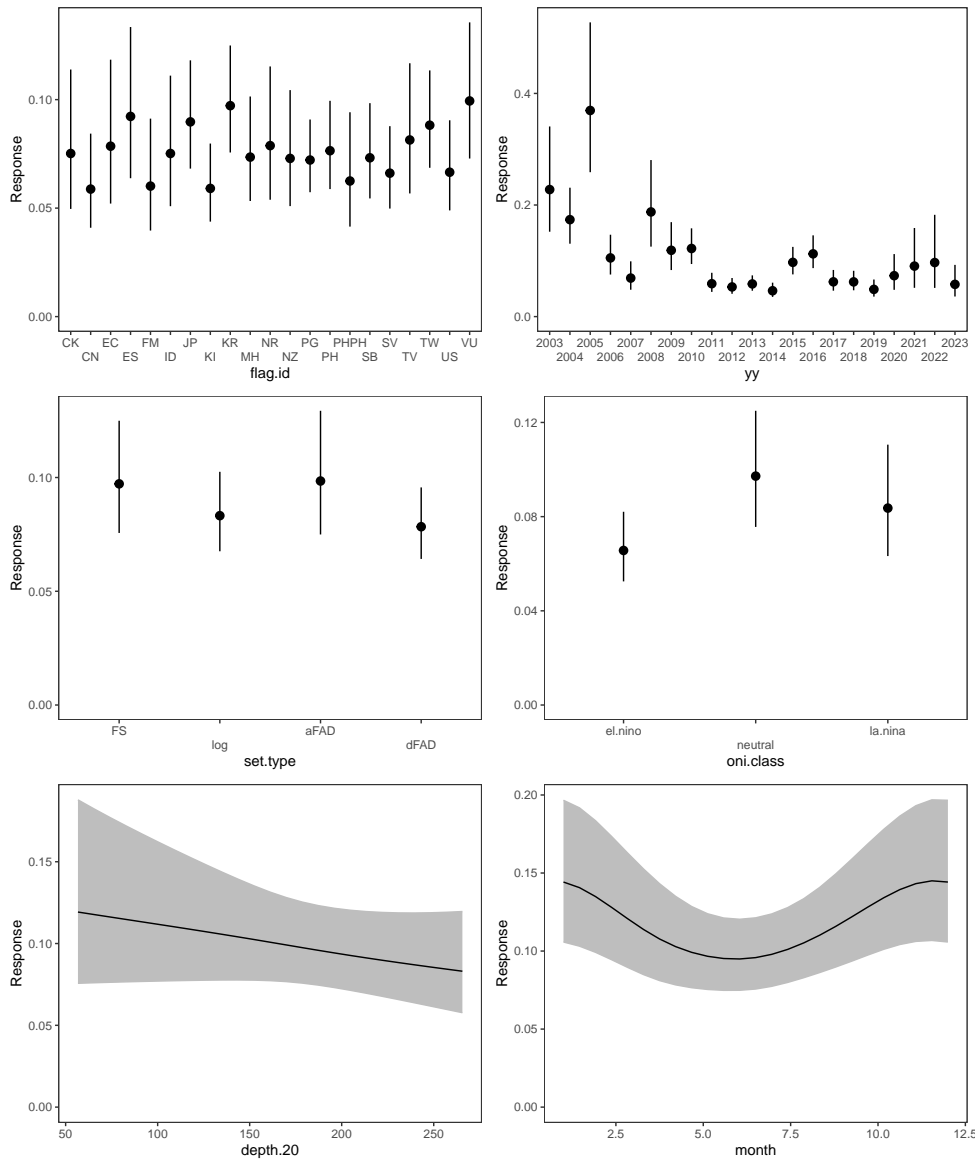 Response
0.10
0.05
0.00
CK EC FM JP KR NR PG PHPH SV TW VU
CN ES ID KI MH NZ PH SB TV US
flag.id
Response
0.4
0.2
0.0
2003 2005 2007 2009 2011 2013 2015 2017 2019 2021 2023
2004 2006 2008 2010 2012 2014 2016 2018 2020 2022
yy
Response
0.10
0.05
0.00
FS aFAD
log dFAD
set.type
Response
0.12
0.08
0.04
0.00
el.nino la.nina
neutral
oni.class
Response
0.15
0.10
0.05
0.00
50 100 150 200 250
depth.20
Response
0.20
0.15
0.10
0.05
0.00
2.5 5.0 7.5 10.0 12.5
month